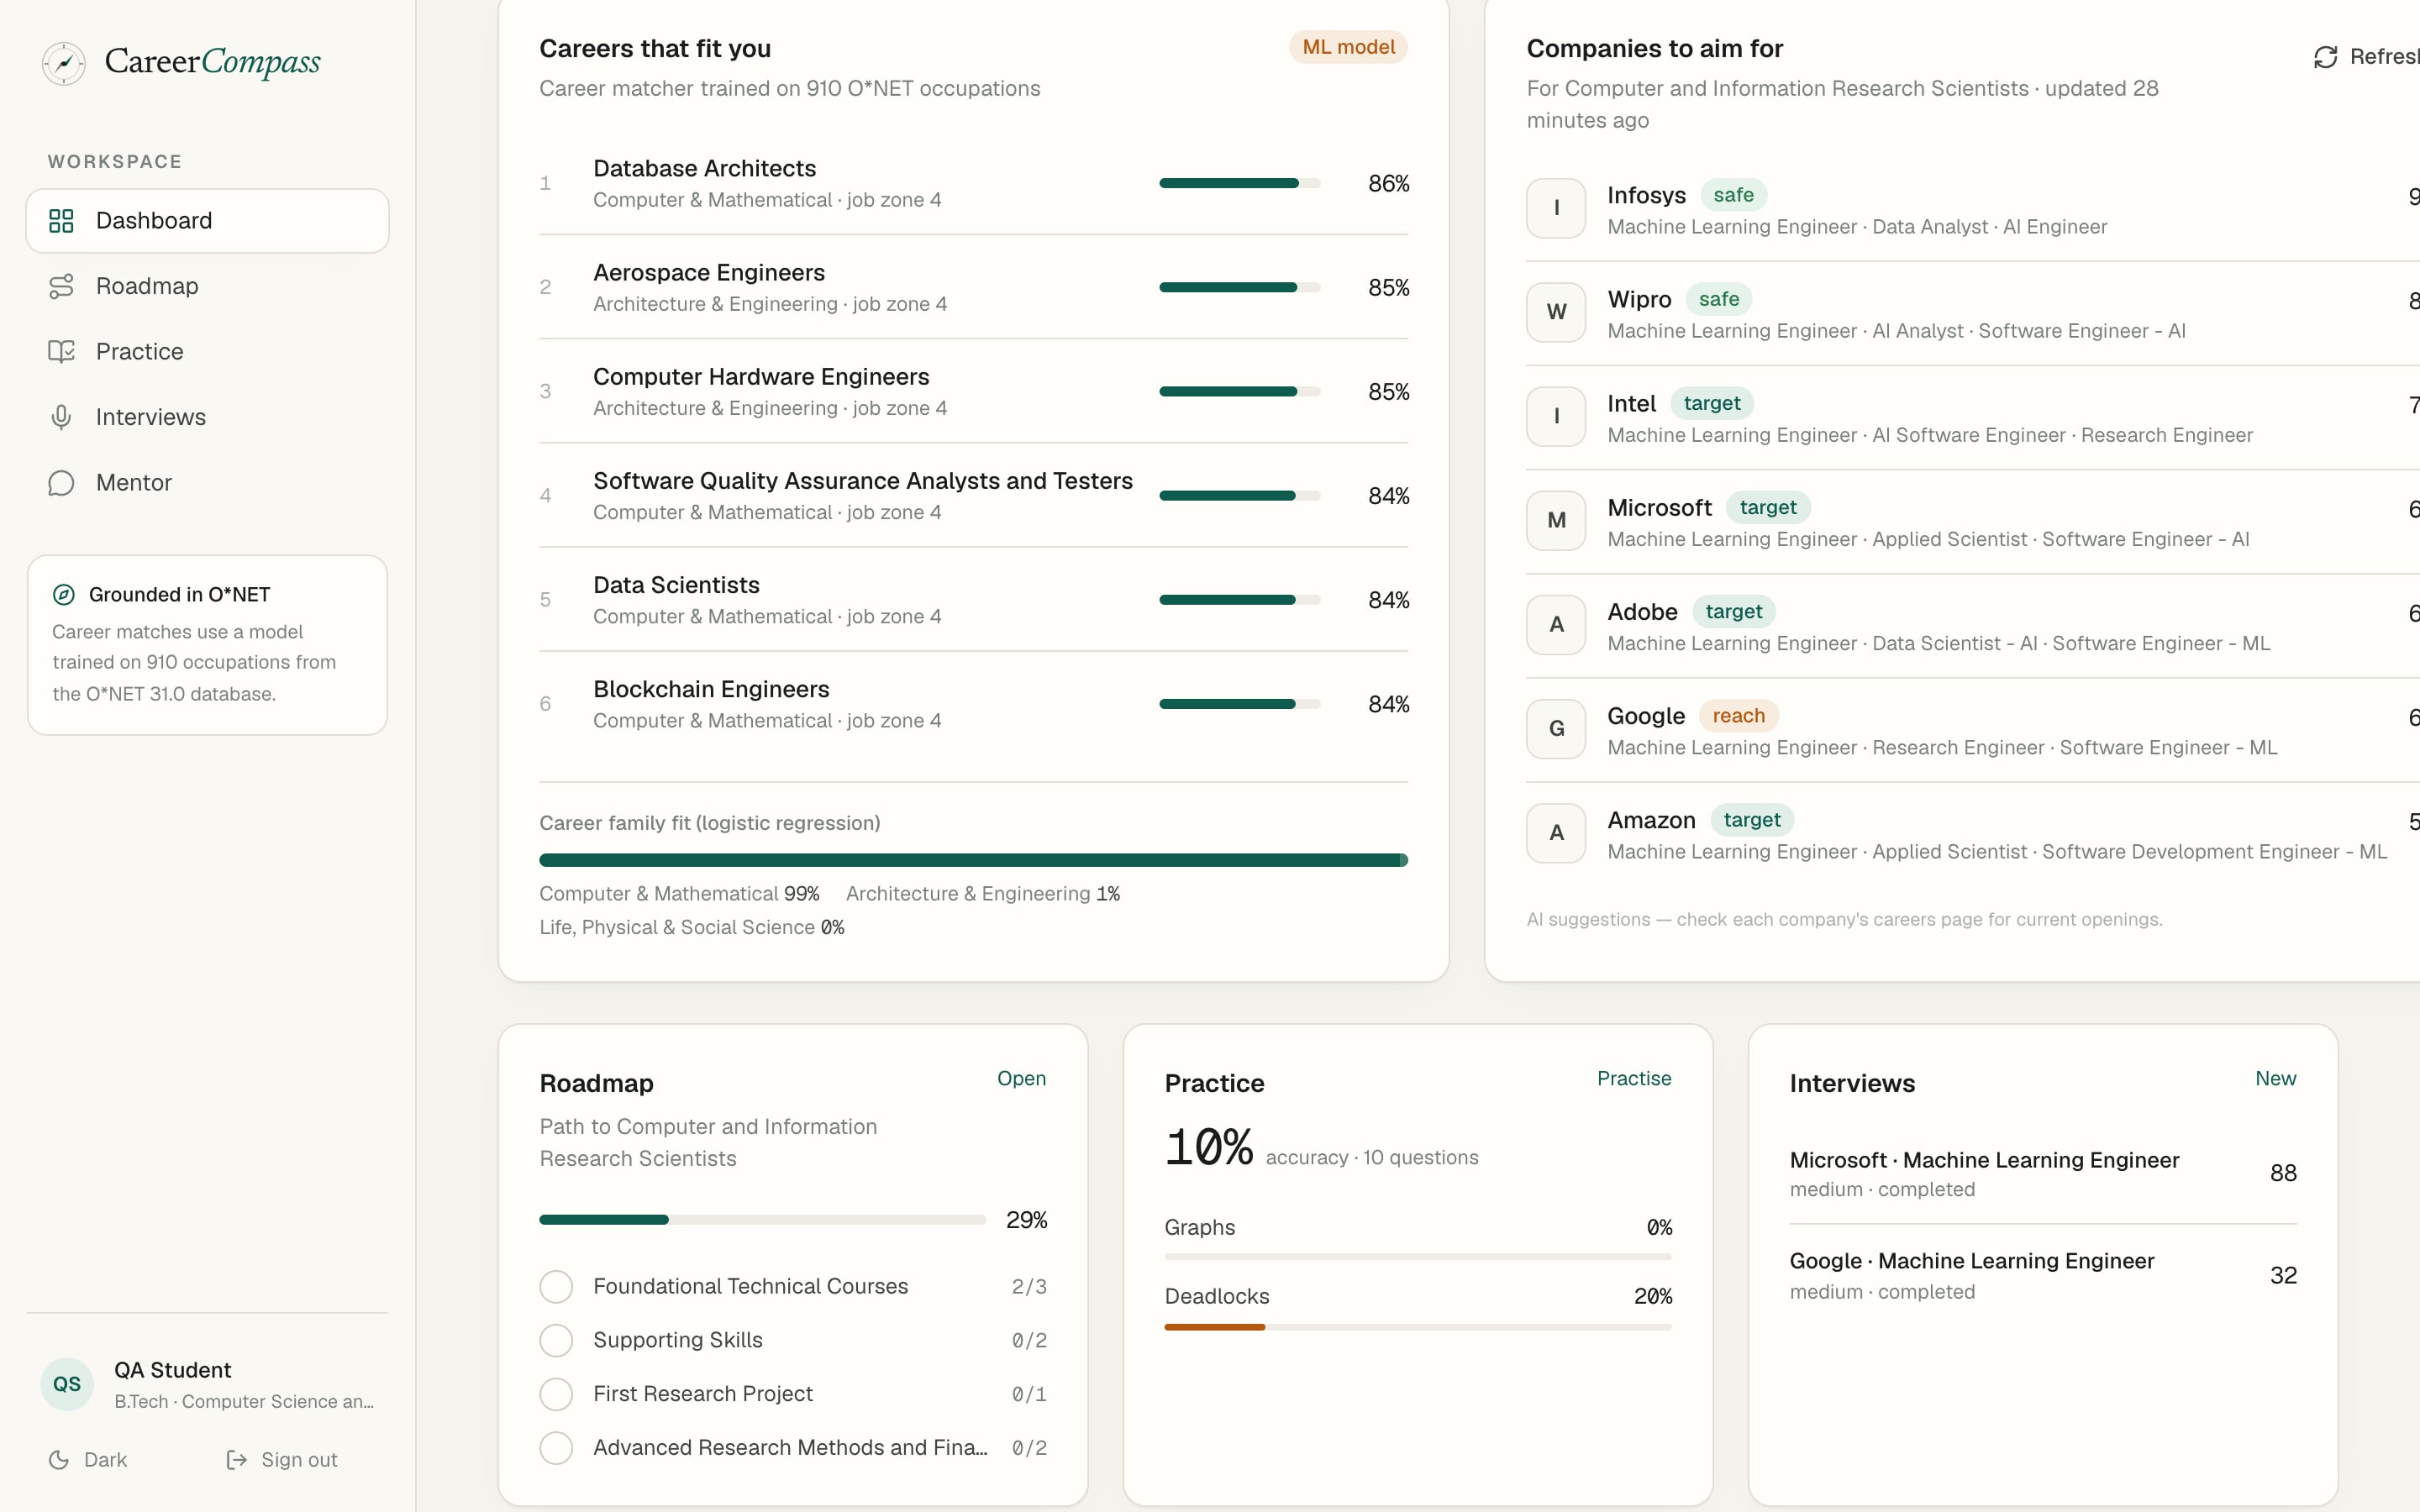 CareerCompass
WORKSPACE
Dashboard
Roadmap
Practice
Interviews
Mentor
Grounded in O*NET
Career matches use a model
trained on 910 occupations from
the O*NET 31.0 database.
QS
QA Student
B.Tech · Computer Science an...
Dark
Sign out
Careers that fit you
ML model
Career matcher trained on 910 O*NET occupations
1
Database Architects
Computer & Mathematical · job zone 4
86%
2
Aerospace Engineers
Architecture & Engineering · job zone 4
85%
3
Computer Hardware Engineers
Architecture & Engineering · job zone 4
85%
4
Software Quality Assurance Analysts and Testers
Computer & Mathematical · job zone 4
84%
5
Data Scientists
Computer & Mathematical · job zone 4
84%
6
Blockchain Engineers
Computer & Mathematical · job zone 4
84%
Career family fit (logistic regression)
Computer & Mathematical 99% Architecture & Engineering 1%
Life, Physical & Social Science 0%
Companies to aim for
For Computer and Information Research Scientists · updated 28
minutes ago
I
Infosys safe
Machine Learning Engineer · Data Analyst · AI Engineer
W
Wipro safe
Machine Learning Engineer · AI Analyst · Software Engineer - AI
I
Intel target
Machine Learning Engineer · AI Software Engineer · Research Engineer
M
Microsoft target
Machine Learning Engineer · Applied Scientist · Software Engineer - AI
A
Adobe target
Machine Learning Engineer · Data Scientist - AI · Software Engineer - ML
G
Google reach
Machine Learning Engineer · Research Engineer · Software Engineer - ML
A
Amazon target
Machine Learning Engineer · Applied Scientist · Software Development Engineer - ML
AI suggestions — check each company's careers page for current openings.
Roadmap
Open
Path to Computer and Information
Research Scientists
29%
Foundational Technical Courses 2/3
Supporting Skills 0/2
First Research Project 0/1
Advanced Research Methods and Fina... 0/2
Practice
Practise
10% accuracy · 10 questions
Graphs 0%
Deadlocks 20%
Interviews
New
Microsoft · Machine Learning Engineer
medium · completed
88
Google · Machine Learning Engineer
medium · completed
32